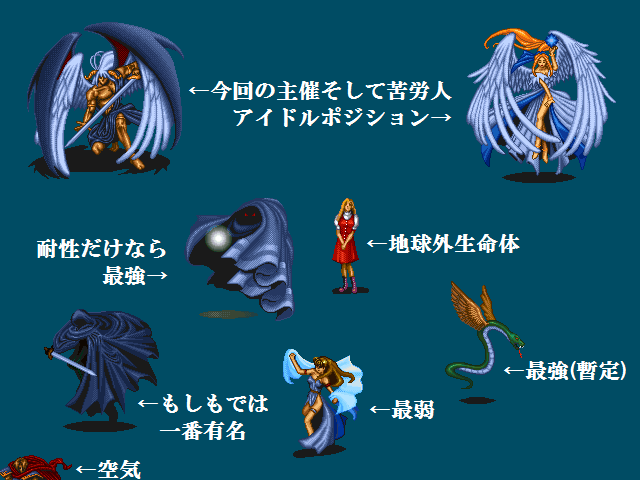 ←今回の主催そして苦労人
アイドルポジション→
耐性だけなら
最強→
←地球外生命体
←最強(暫定)
←もしもでは
一番有名
←最弱
←空気